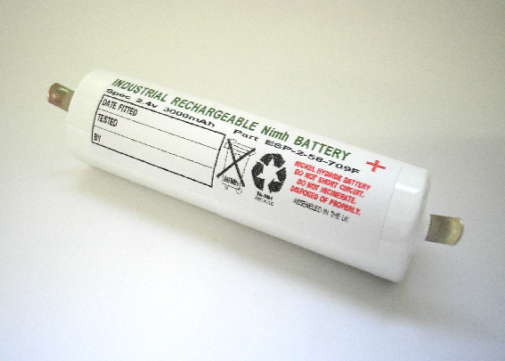 INDUSTRIAL RECHARGEABLE Nimh BATTERY
Spec 2.4v 3000mAh Part ESP-2-58-709F
DATE FITTED
TESTED
BY
+
NICKEL HYDRIDE BATTERY
DO NOT SHORT CIRCUIT.
DO NOT INCINERATE.
DISPOSED OF PROPERLY.
ASSEMBLED IN THE UK